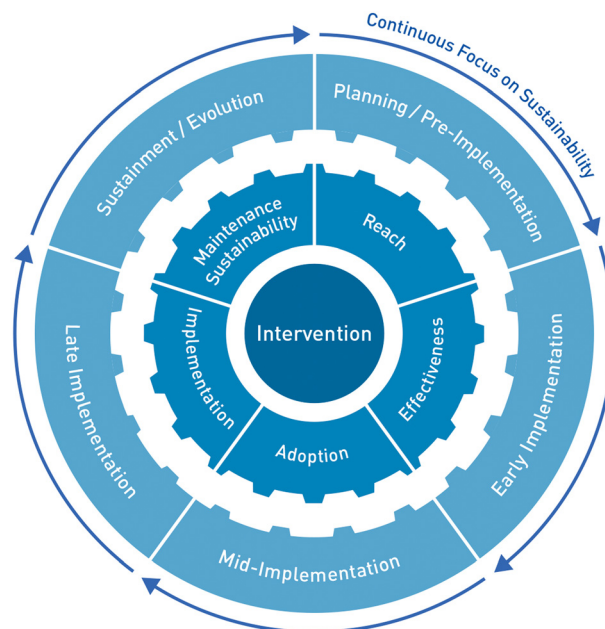 Continuous Focus on Sustainability
Planning / Pre-Implementation
Early Implementation
Mid-Implementation
Late Implementation
Sustainment / Evolution
Reach
Effectiveness
Adoption
Implementation
Maintenance
Sustainability
Intervention